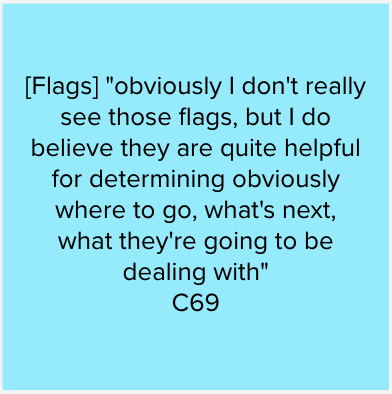 [Flags] "obviously I don't really
see those flags, but I do
believe they are quite helpful
for determining obviously
where to go, what's next,
what they're going to be
dealing with"
C69